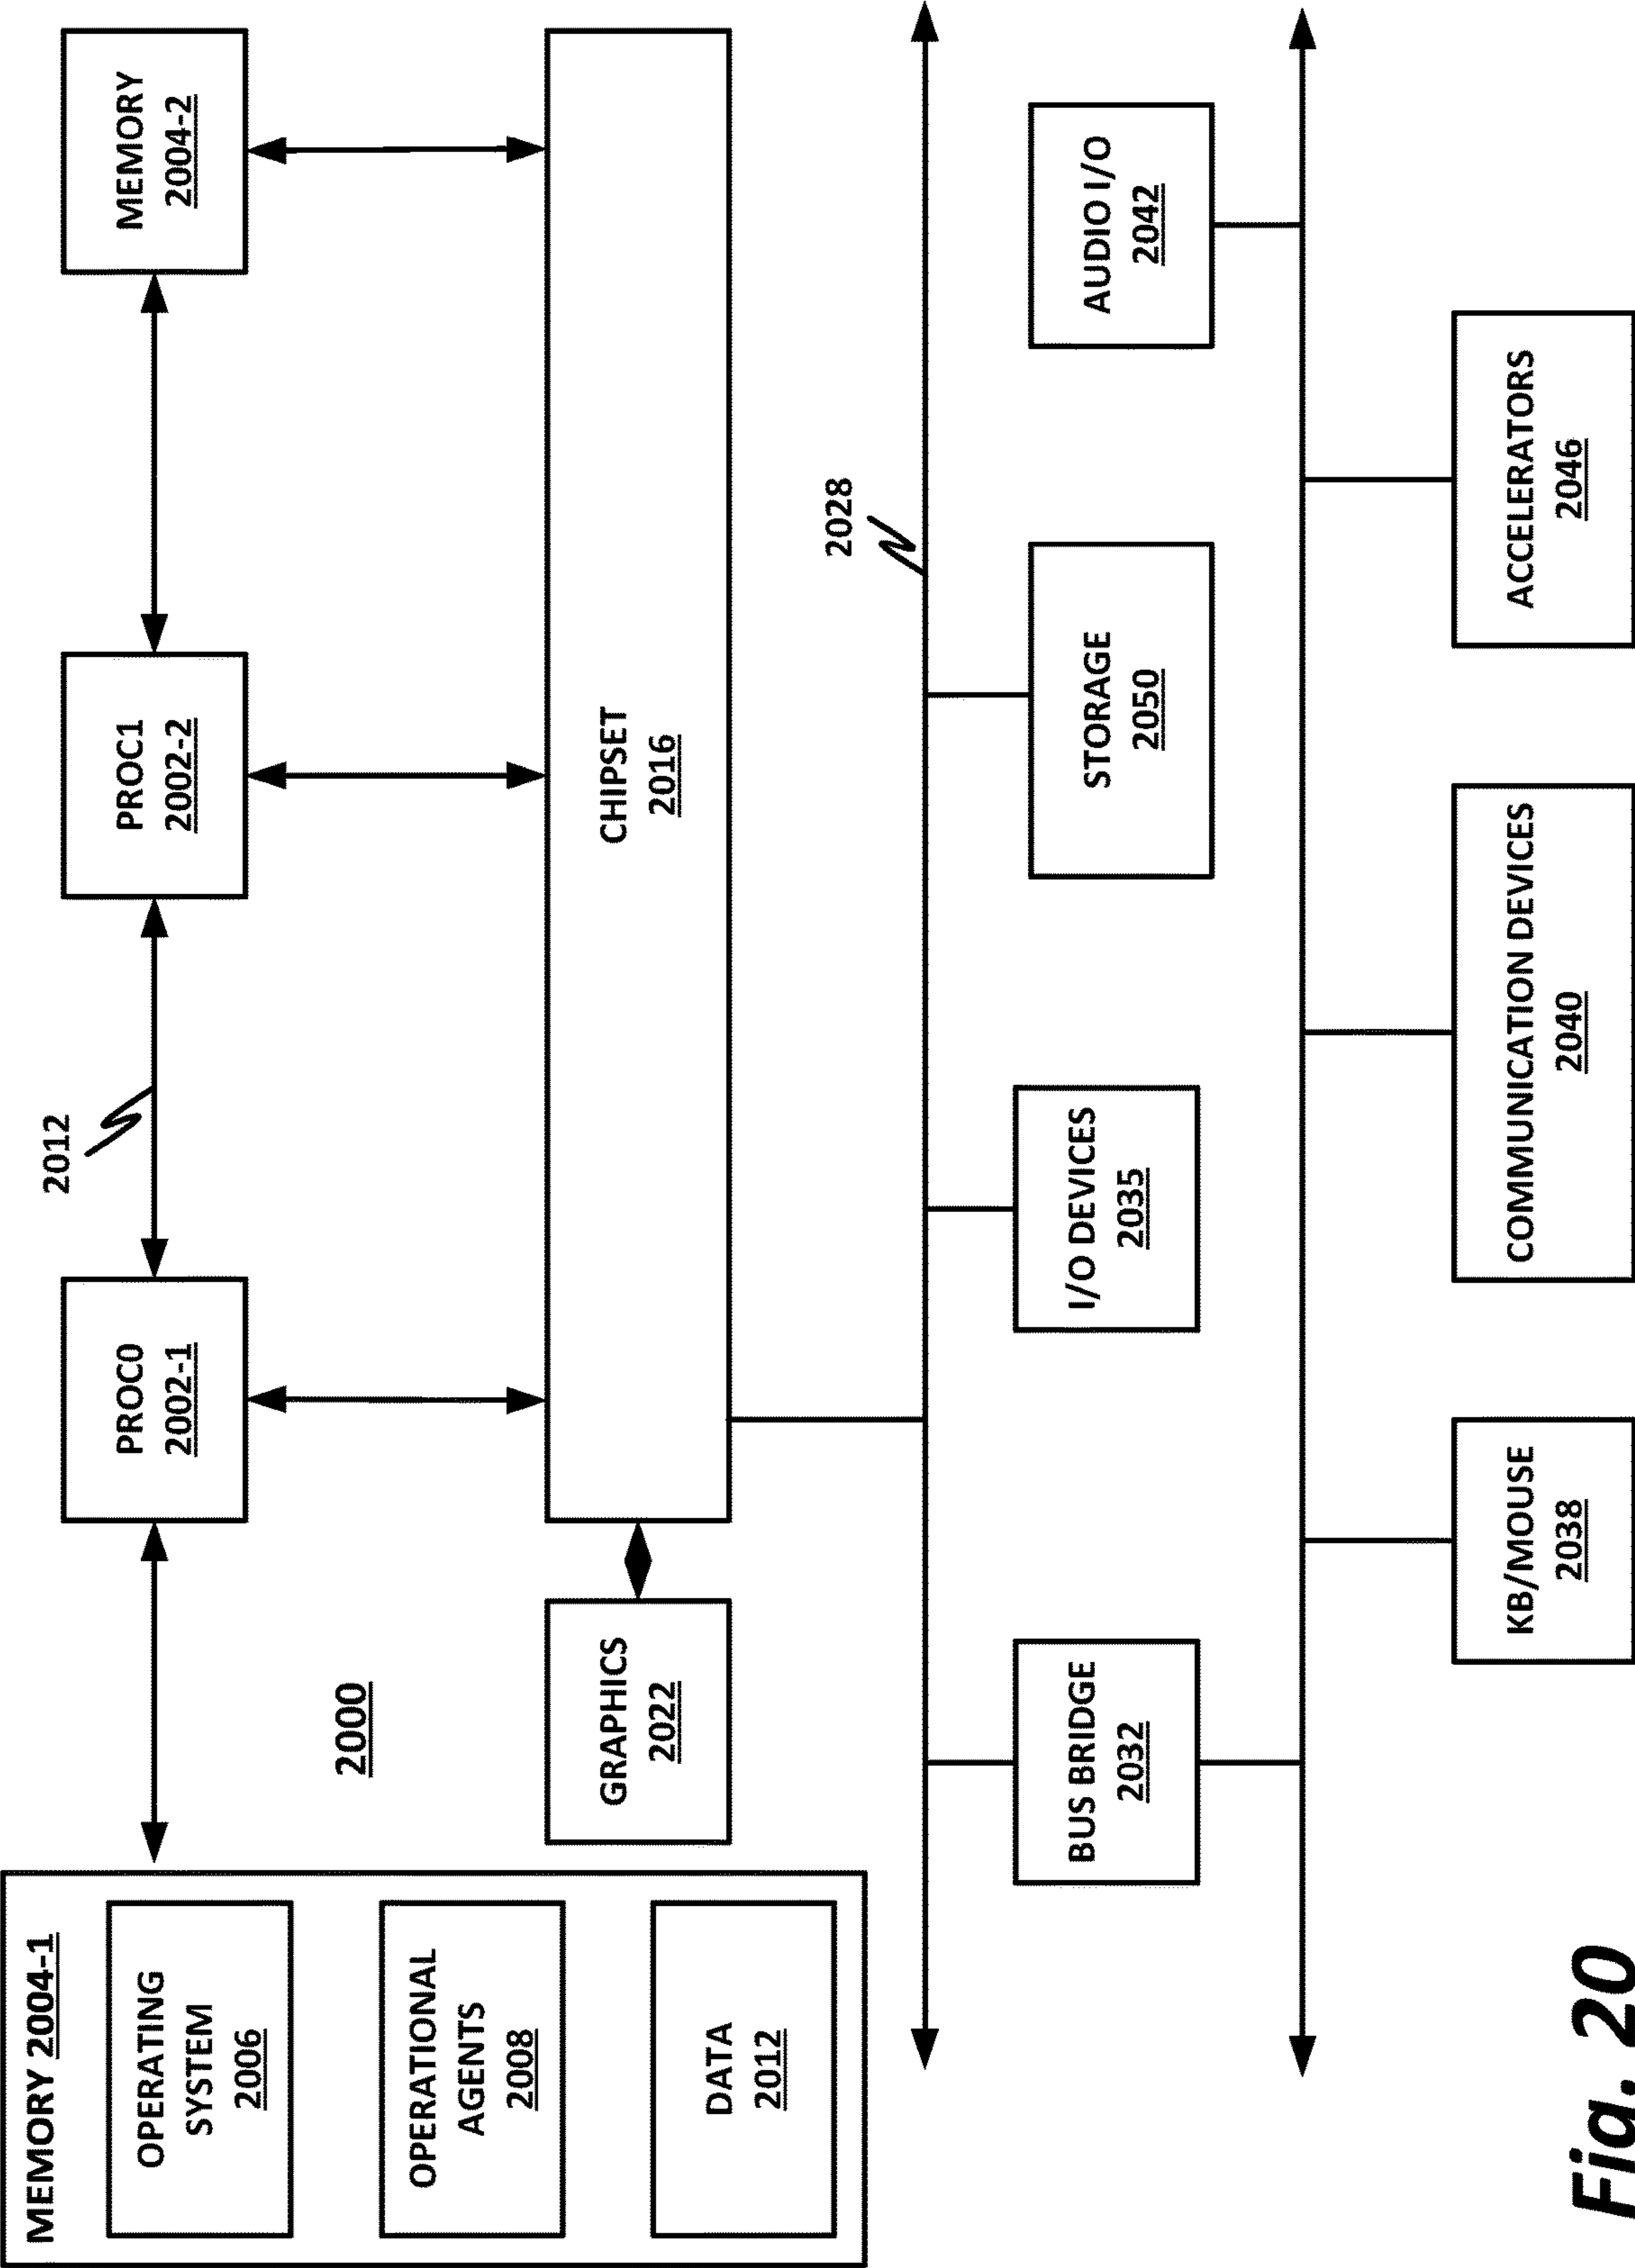 MEMORY 2004-1
OPERATING
SYSTEM
2006
OPERATIONAL
AGENTS
2008
DATA
2012
PROC0
2002-1
2012
PROC1
2002-2
MEMORY
2004-2
2000
GRAPHICS
2022
CHIPSET
2016
2028
BUS BRIDGE
2032
I/O DEVICES
2035
STORAGE
2050
AUDIO I/O
2042
KB/MOUSE
2038
COMMUNICATION DEVICES
2040
ACCELERATORS
2046
Fig. 20